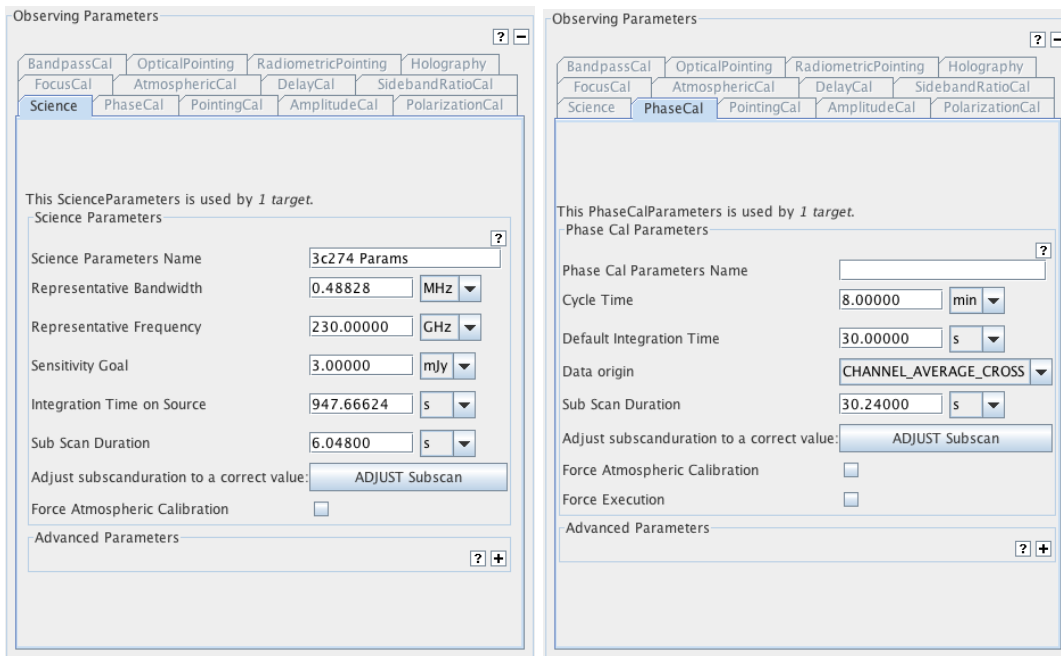 Observing Parameters
? −
BandpassCal OpticalPointing RadiometricPointing Holography
FocusCal AtmosphericCal DelayCal SidebandRatioCal
Science PhaseCal PointingCal AmplitudeCal PolarizationCal
This ScienceParameters is used by 1 target.
Science Parameters
?
Science Parameters Name 3c274 Params
Representative Bandwidth 0.48828 MHz
Representative Frequency 230.00000 GHz
Sensitivity Goal 3.00000 mJy
Integration Time on Source 947.66624 s
Sub Scan Duration 6.04800 s
Adjust subscanduration to a correct value: ADJUST Subscan
Force Atmospheric Calibration
Advanced Parameters
? +
Observing Parameters
? −
BandpassCal OpticalPointing RadiometricPointing Holography
FocusCal AtmosphericCal DelayCal SidebandRatioCal
Science PhaseCal PointingCal AmplitudeCal PolarizationCal
This PhaseCalParameters is used by 1 target.
Phase Cal Parameters
?
Phase Cal Parameters Name
Cycle Time 8.00000 min
Default Integration Time 30.00000 s
Data origin CHANNEL_AVERAGE_CROSS
Sub Scan Duration 30.24000 s
Adjust subscanduration to a correct value: ADJUST Subscan
Force Atmospheric Calibration
Force Execution
Advanced Parameters
? +